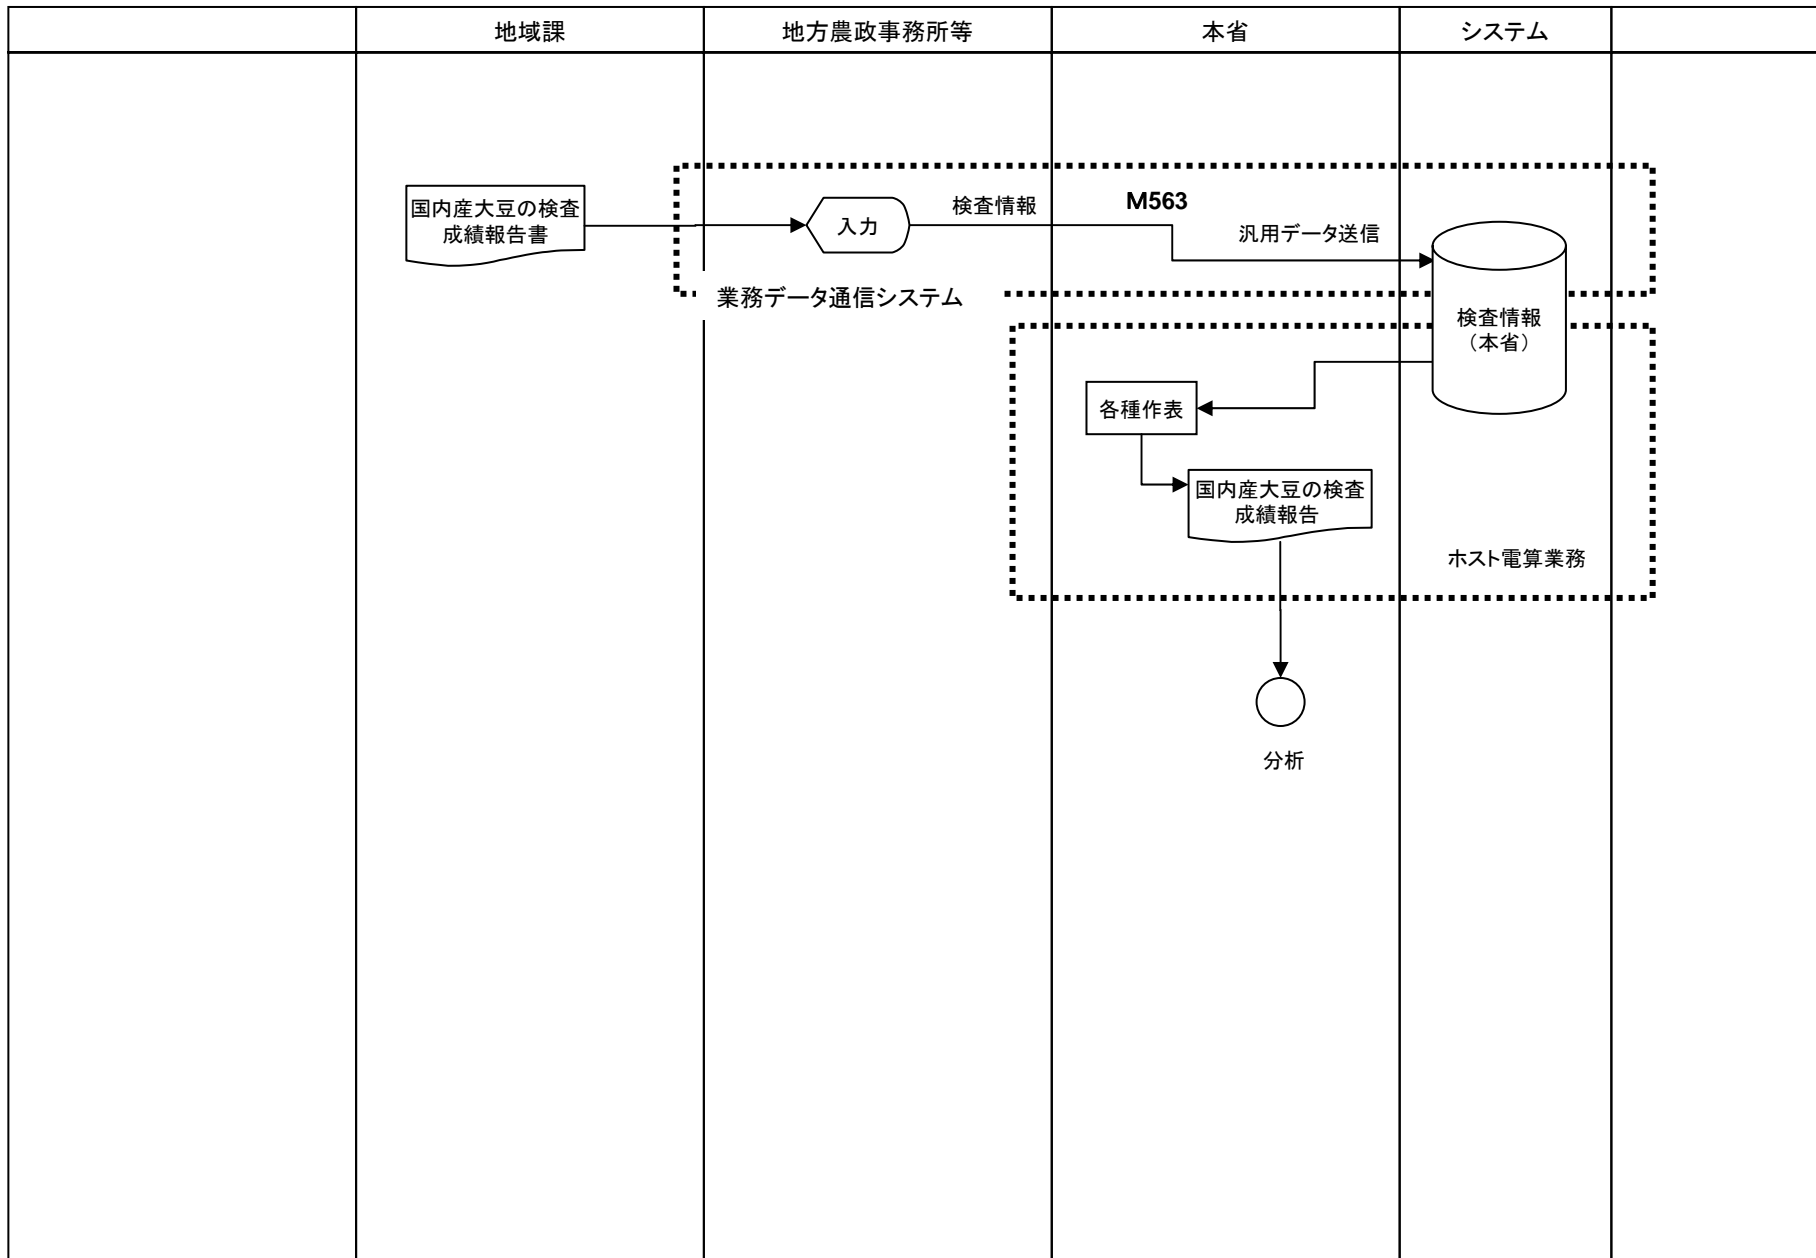 地域課
地方農政事務所等
本省
システム
国内産大豆の検査
成績報告書
入力
検査情報
M563
汎用データ送信
業務データ通信システム
検査情報
（本省）
各種作表
国内産大豆の検査
成績報告
ホスト電算業務
分析